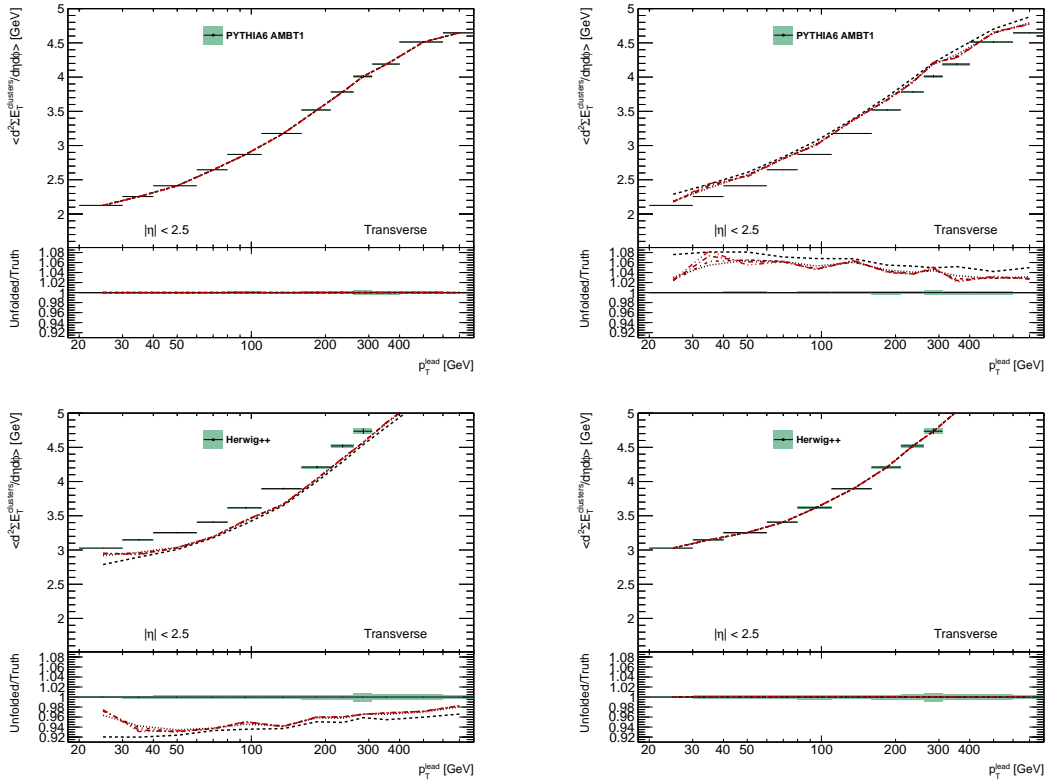 <d²ΣE_T^clusters/dηdϕ> [GeV]
5
4.5
4
3.5
3
2.5
2
PYTHIA6 AMBT1
|η| < 2.5
Transverse
Unfolded/Truth
1.08
1.06
1.04
1.02
1
0.98
0.96
0.94
0.92
20 30 40 100 200 300 400
p_T^lead [GeV]
<d²ΣE_T^clusters/dηdϕ> [GeV]
5
4.5
4
3.5
3
2.5
2
PYTHIA6 AMBT1
|η| < 2.5
Transverse
Unfolded/Truth
1.08
1.06
1.04
1.02
1
0.98
0.96
0.94
0.92
20 30 40 100 200 300 400
p_T^lead [GeV]
<d²ΣE_T^clusters/dηdϕ> [GeV]
5
4.5
4
3.5
3
2.5
2
Herwig++
|η| < 2.5
Transverse
Unfolded/Truth
1.08
1.06
1.04
1.02
1
0.98
0.96
0.94
0.92
20 30 40 100 200 300 400
p_T^lead [GeV]
<d²ΣE_T^clusters/dηdϕ> [GeV]
5
4.5
4
3.5
3
2.5
2
Herwig++
|η| < 2.5
Transverse
Unfolded/Truth
1.08
1.06
1.04
1.02
1
0.98
0.96
0.94
0.92
20 30 40 100 200 300 400
p_T^lead [GeV]